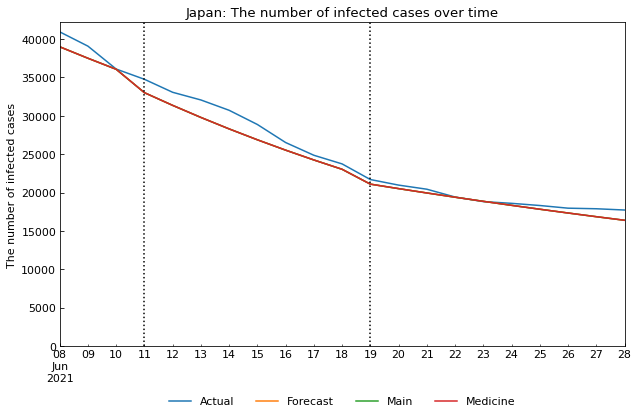 Japan: The number of infected cases over time
The number of infected cases
40000
35000
30000
25000
20000
15000
10000
5000
0
08 09 10 11 12 13 14 15 16 17 18 19 20 21 22 23 24 25 26 27 28
Jun
2021
Actual Forecast Main Medicine